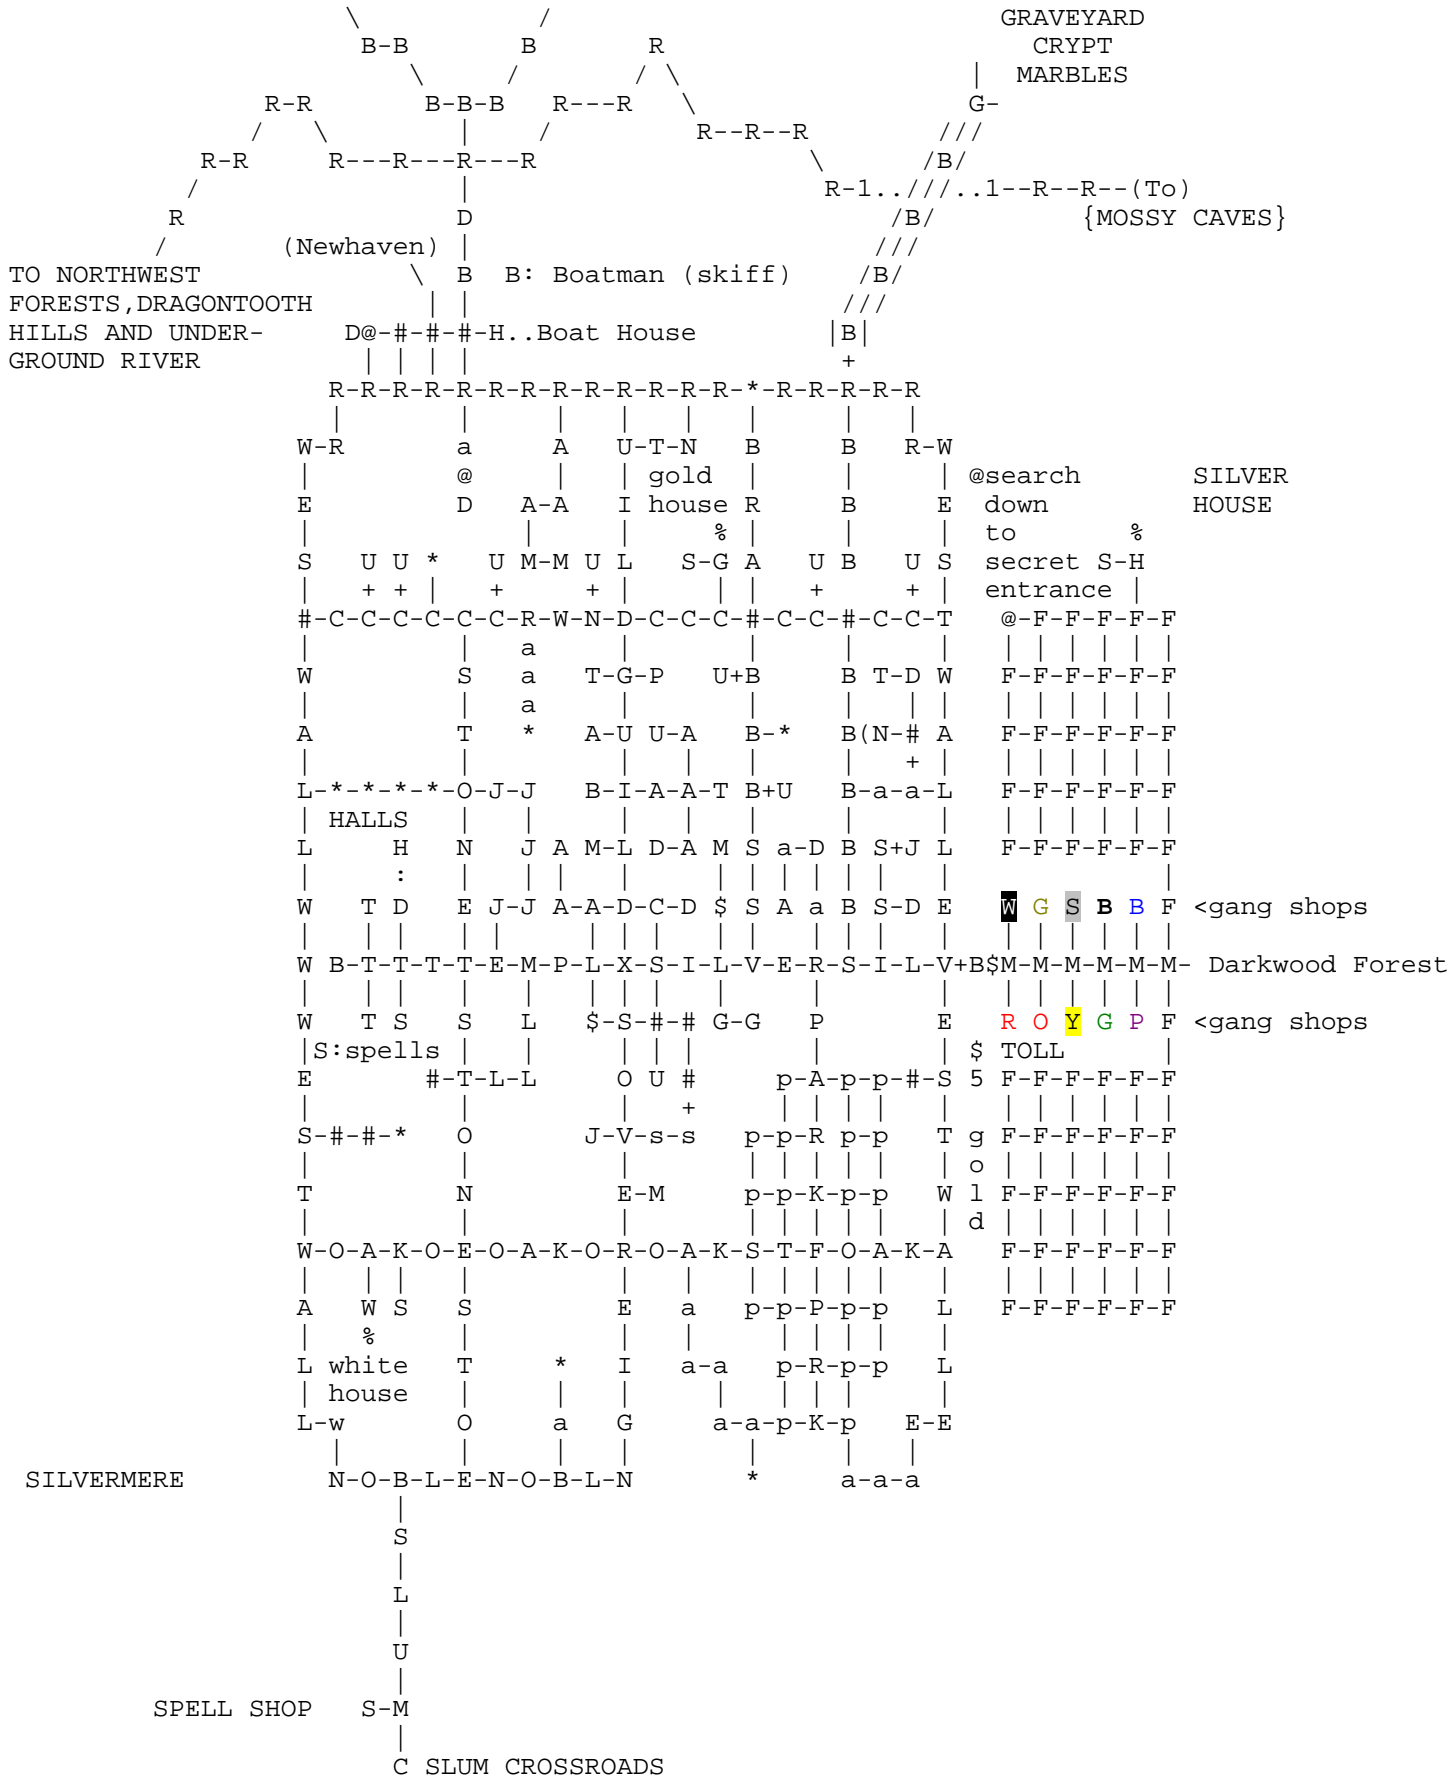 \           /                            GRAVEYARD
                      B-B       B       R                       CRYPT
                         \     /       / \                  |  MARBLES
                R-R       B-B-B   R---R   \                 G-
               /   \        |    /         R--R--R        ///
            R-R     R---R---R---R                 \      /B/
           /                |                      R-1..///..1--R--R--(To)
          R                 D                          /B/         {MOSSY CAVES}
         /       (Newhaven) |                         ///
TO NORTHWEST             \  B  B: Boatman (skiff)    /B/
FORESTS,DRAGONTOOTH       | |                       ///
HILLS AND UNDER-     D@-#-#-#-H..Boat House        |B|
GROUND RIVER          | | | |                       +
                    R-R-R-R-R-R-R-R-R-R-R-R-R-*-R-R-R-R-R
                    |       |     |   |   |   |     |   |
                  W-R       a     A   U-T-N   B     B   R-W
                  |         @     |   | gold  |     |     | @search       SILVER
                  E         D   A-A   I house R     B     E  down         HOUSE
                  |             |     |     % |     |     |  to       %
                  S   U U *   U M-M U L   S-G A   U B   U S  secret S-H
                  |   + + |   +     + |     | |   +     + |  entrance |
                  #-C-C-C-C-C-C-R-W-N-D-C-C-C-#-C-C-#-C-C-T   @-F-F-F-F-F
                  |         |   a     |       |     |     |   | | | | | |
                  W         S   a   T-G-P   U+B     B T-D W   F-F-F-F-F-F
                  |         |   a     |       |     |   | |   | | | | | |
                  A         T   *   A-U U-A   B-*   B(N-# A   F-F-F-F-F-F
                  |         |         |   |   |     |   + |   | | | | | |
                  L-*-*-*-*-O-J-J   B-I-A-A-T B+U   B-a-a-L   F-F-F-F-F-F
                  | HALLS   |   |     |   |   |     |     |   | | | | | |
                  L     H   N   J A M-L D-A M S a-D B S+J L   F-F-F-F-F-F
                  |     :   |   | |   |   | | | | | | |   |             |
                  W   T D   E J-J A-A-D-C-D $ S A a B S-D E   W G S B B F <gang shops
                  |   | |   | |     | | |   | |   | | |   |   | | | | | |
                  W B-T-T-T-T-E-M-P-L-X-S-I-L-V-E-R-S-I-L-V+B$M-M-M-M-M-M- Darkwood Forest
                  |   | |   |   |   | | |   |     |       |   | | | | | |
                  W   T S   S   L   $-S-#-# G-G   P       E   R O Y G P F <gang shops
                  |S:spells |   |     | | |       |       | $ TOLL      |
                  E       #-T-L-L     O U #     p-A-p-p-#-S 5 F-F-F-F-F-F
                  |         |         |   +     | | | |   |   | | | | | |
                  S-#-#-*   O       J-V-s-s   p-p-R p-p   T g F-F-F-F-F-F
                  |         |         |       | | | | |   | o | | | | | |
                  T         N         E-M     p-p-K-p-p   W l F-F-F-F-F-F
                  |         |         |       | | | | |   | d | | | | | |
                  W-O-A-K-O-E-O-A-K-O-R-O-A-K-S-T-F-O-A-K-A   F-F-F-F-F-F
                  |   | |   |         |   |   | | | | |   |   | | | | | |
                  A   W S   S         E   a   p-p-P-p-p   L   F-F-F-F-F-F
                  |   %     |         |   |     | | | |   |
                  L white   T     *   I   a-a   p-R-p-p   L
                  | house   |     |   |     |   | | |     |
                  L-w       O     a   G     a-a-p-K-p   E-E
                    |       |     |   |       |     |   |
 SILVERMERE         N-O-B-L-E-N-O-B-L-N       *     a-a-a
                        |
                        S
                        |
                        L
                        |
                        U
                        |
         SPELL SHOP   S-M
                        |
                        C SLUM CROSSROADS